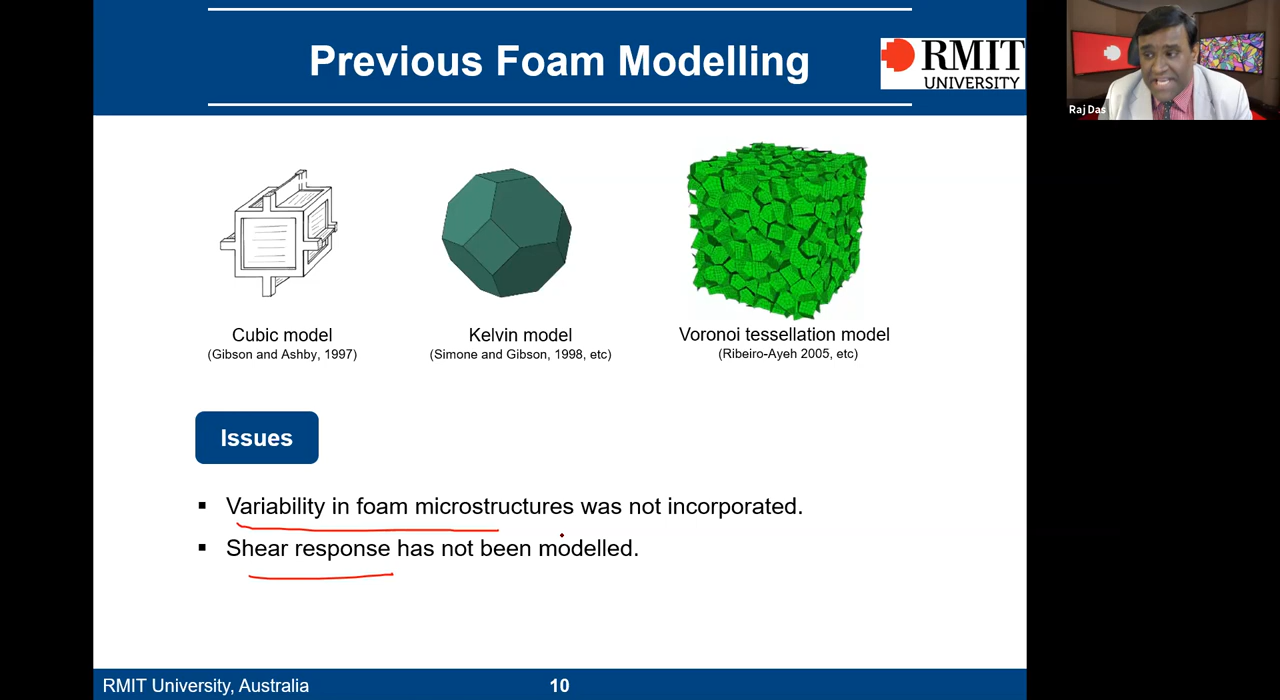 Previous Foam Modelling
RMIT
UNIVERSITY
Raj Das
Cubic model
(Gibson and Ashby, 1997)
Kelvin model
(Simone and Gibson, 1998, etc)
Voronoi tessellation model
(Ribeiro-Ayeh 2005, etc)
Issues
▪ Variability in foam microstructures was not incorporated.
▪ Shear response has not been modelled.
RMIT University, Australia
10